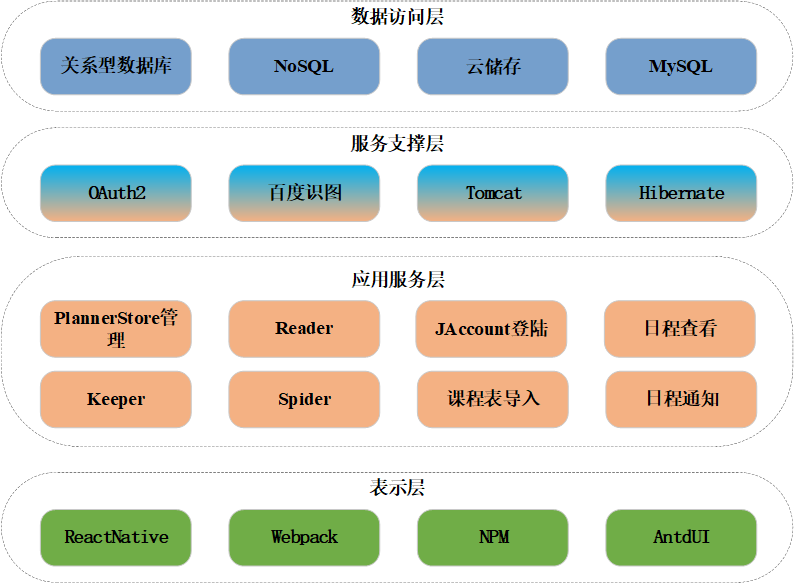 数据访问层
关系型数据库
NoSQL
云储存
MySQL
服务支撑层
OAuth2
百度识图
Tomcat
Hibernate
应用服务层
PlannerStore管
理
Reader
JAccount登陆
日程查看
Keeper
Spider
课程表导入
日程通知
表示层
ReactNative
Webpack
NPM
AntdUI